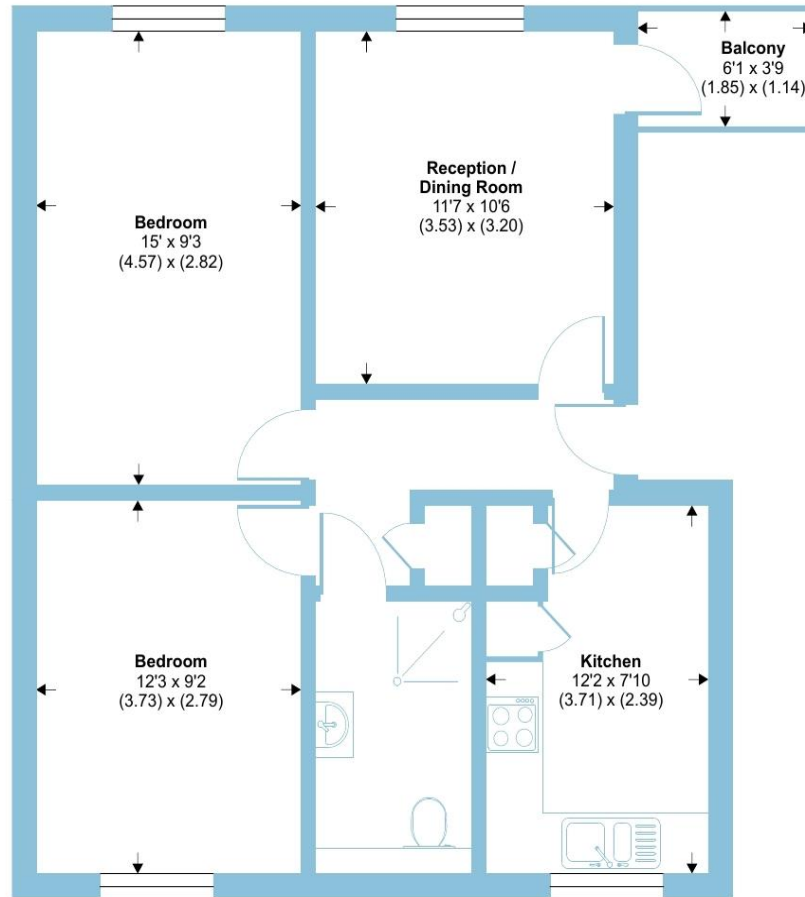 Balcony
6'1 x 3'9
(1.85) x (1.14)
Reception /
Dining Room
11'7 x 10'6
(3.53) x (3.20)
Bedroom
15' x 9'3
(4.57) x (2.82)
Bedroom
12'3 x 9'2
(3.73) x (2.79)
Kitchen
12'2 x 7'10
(3.71) x (2.39)